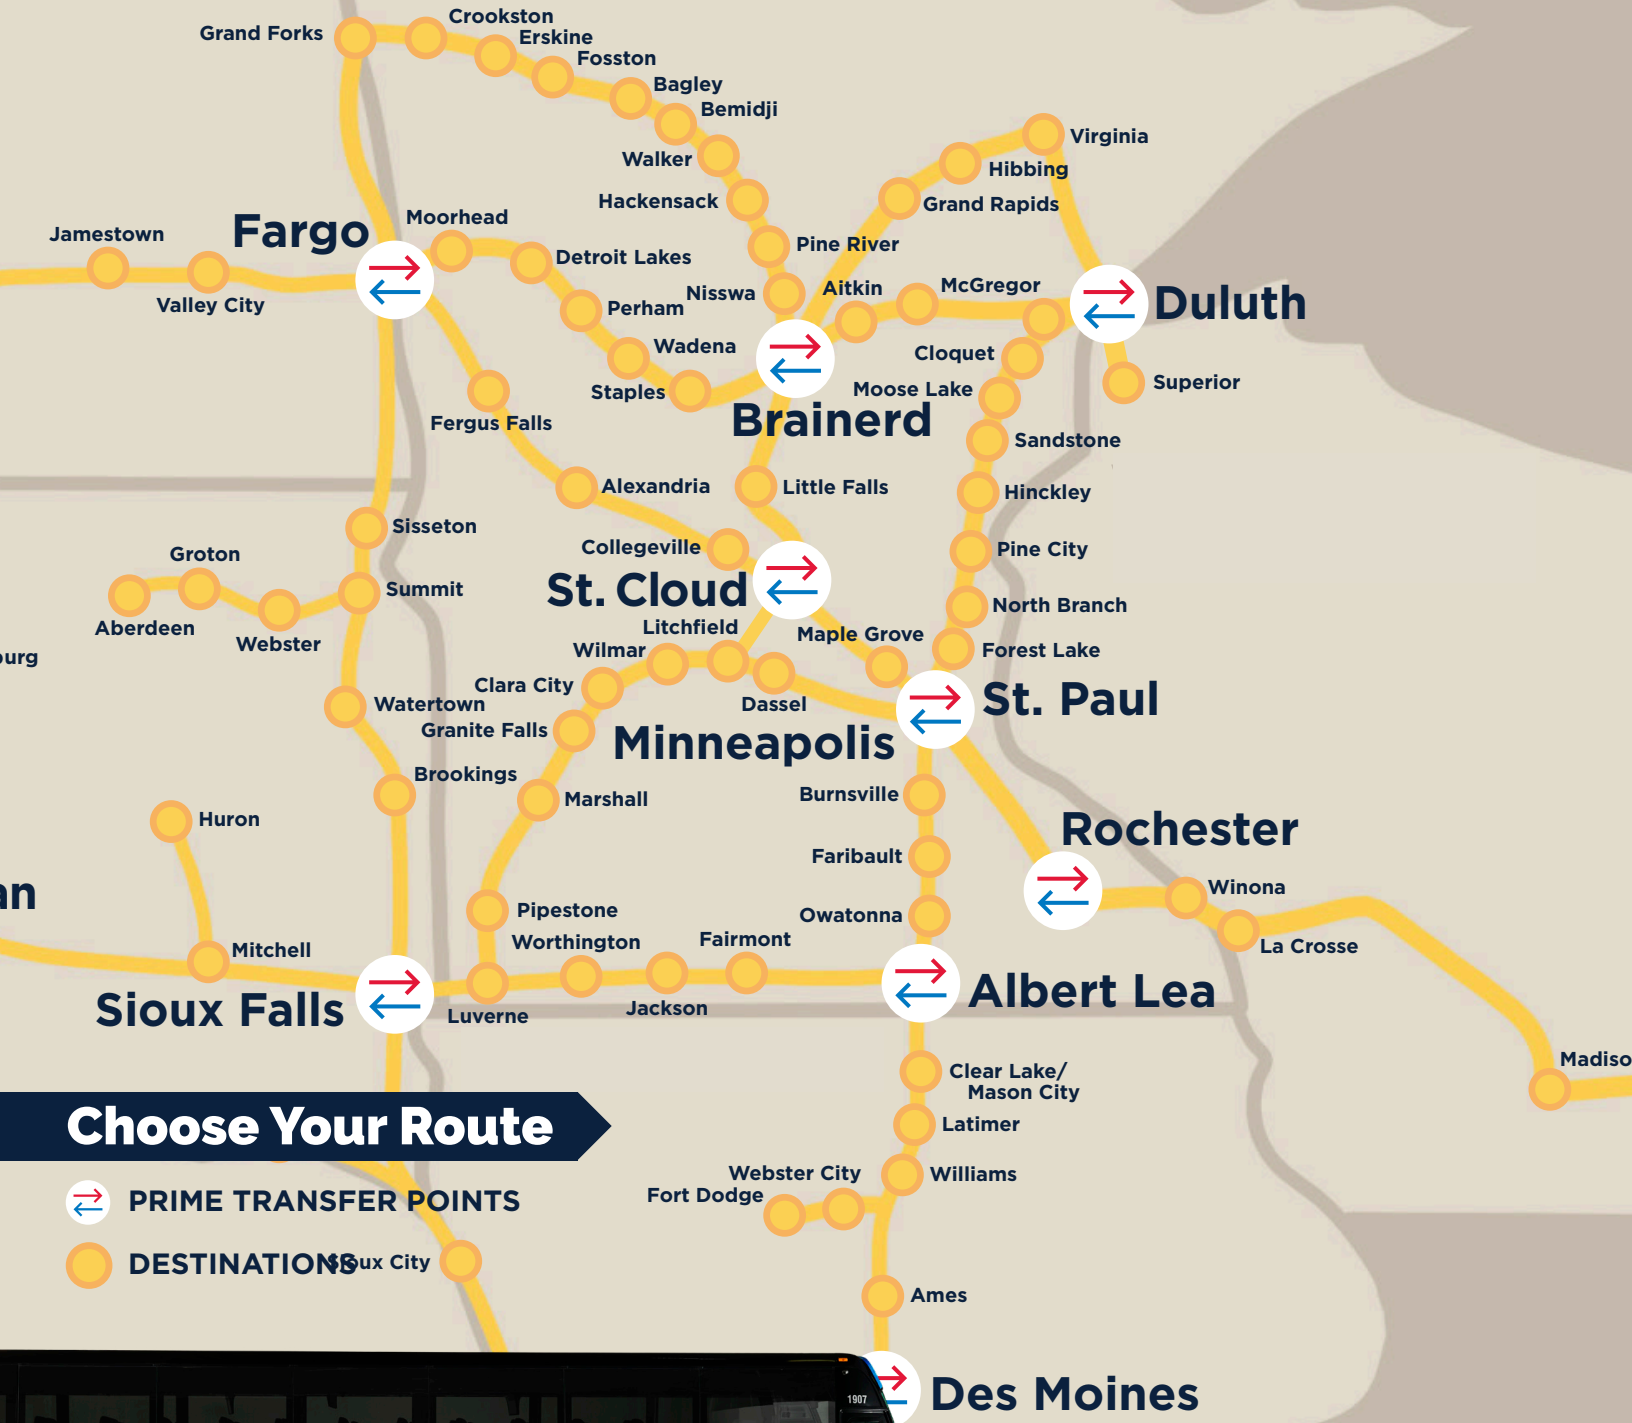 Crookston
Grand Forks
Erskine
Fosston
Bagley
Bemidji
Virginia
Walker
Hibbing
Hackensack
Grand Rapids
Moorhead
Fargo
Jamestown
Pine River
Detroit Lakes
Valley City
Nisswa
Aitkin
McGregor
Duluth
Perham
Wadena
Cloquet
Superior
Staples
Moose Lake
Brainerd
Fergus Falls
Sandstone
Alexandria
Little Falls
Hinckley
Sisseton
Groton
Collegeville
Pine City
St. Cloud
Summit
Aberdeen
Webster
Litchfield
North Branch
Maple Grove
Wilmar
Forest Lake
burg
Clara City
Watertown
Dassel
St. Paul
Granite Falls
Minneapolis
Brookings
Marshall
Burnsville
Huron
Rochester
Faribault
an
Winona
Pipestone
Owatonna
Worthington
Fairmont
La Crosse
Mitchell
Sioux Falls
Luverne
Jackson
Albert Lea
Madiso
Clear Lake/
Mason City
Choose Your Route
Latimer
Webster City
Williams
Fort Dodge
PRIME TRANSFER POINTS
DESTINATIONS
Sioux City
Ames
Des Moines
1907